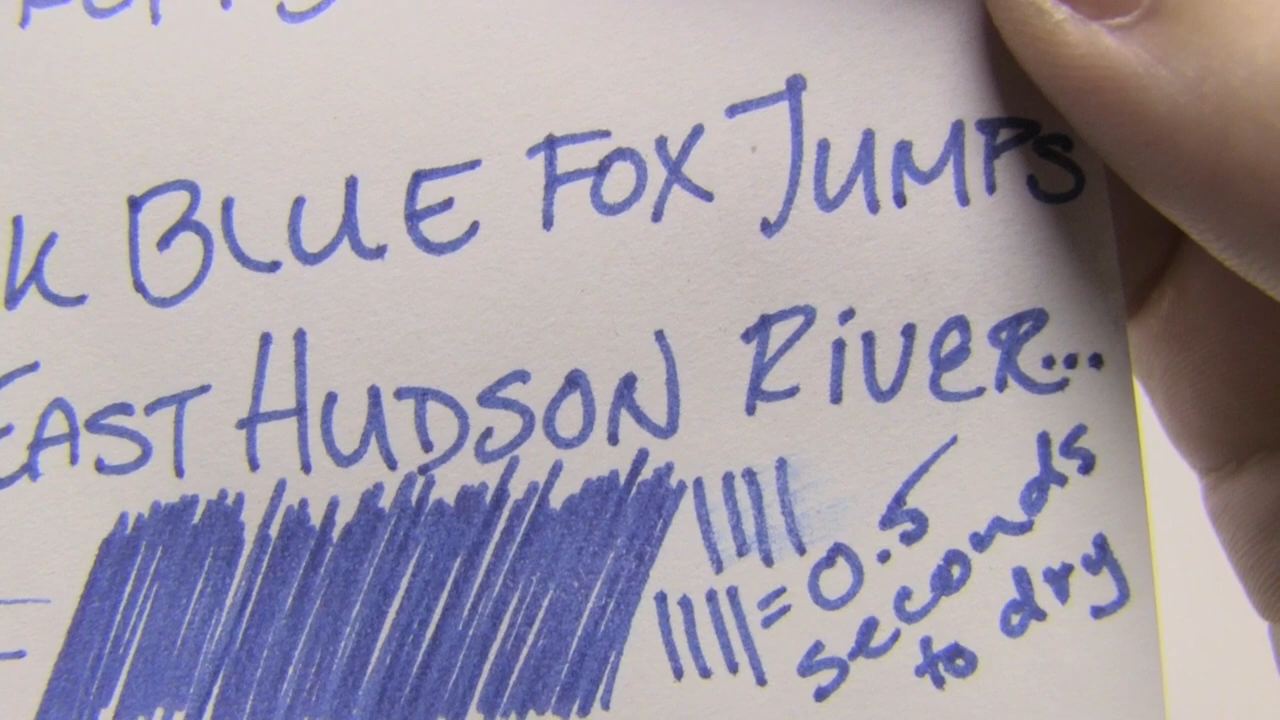 K BLUE FOX JUMPS
EAST HUDSON RIVER...
= 0.5
seconds
to dry